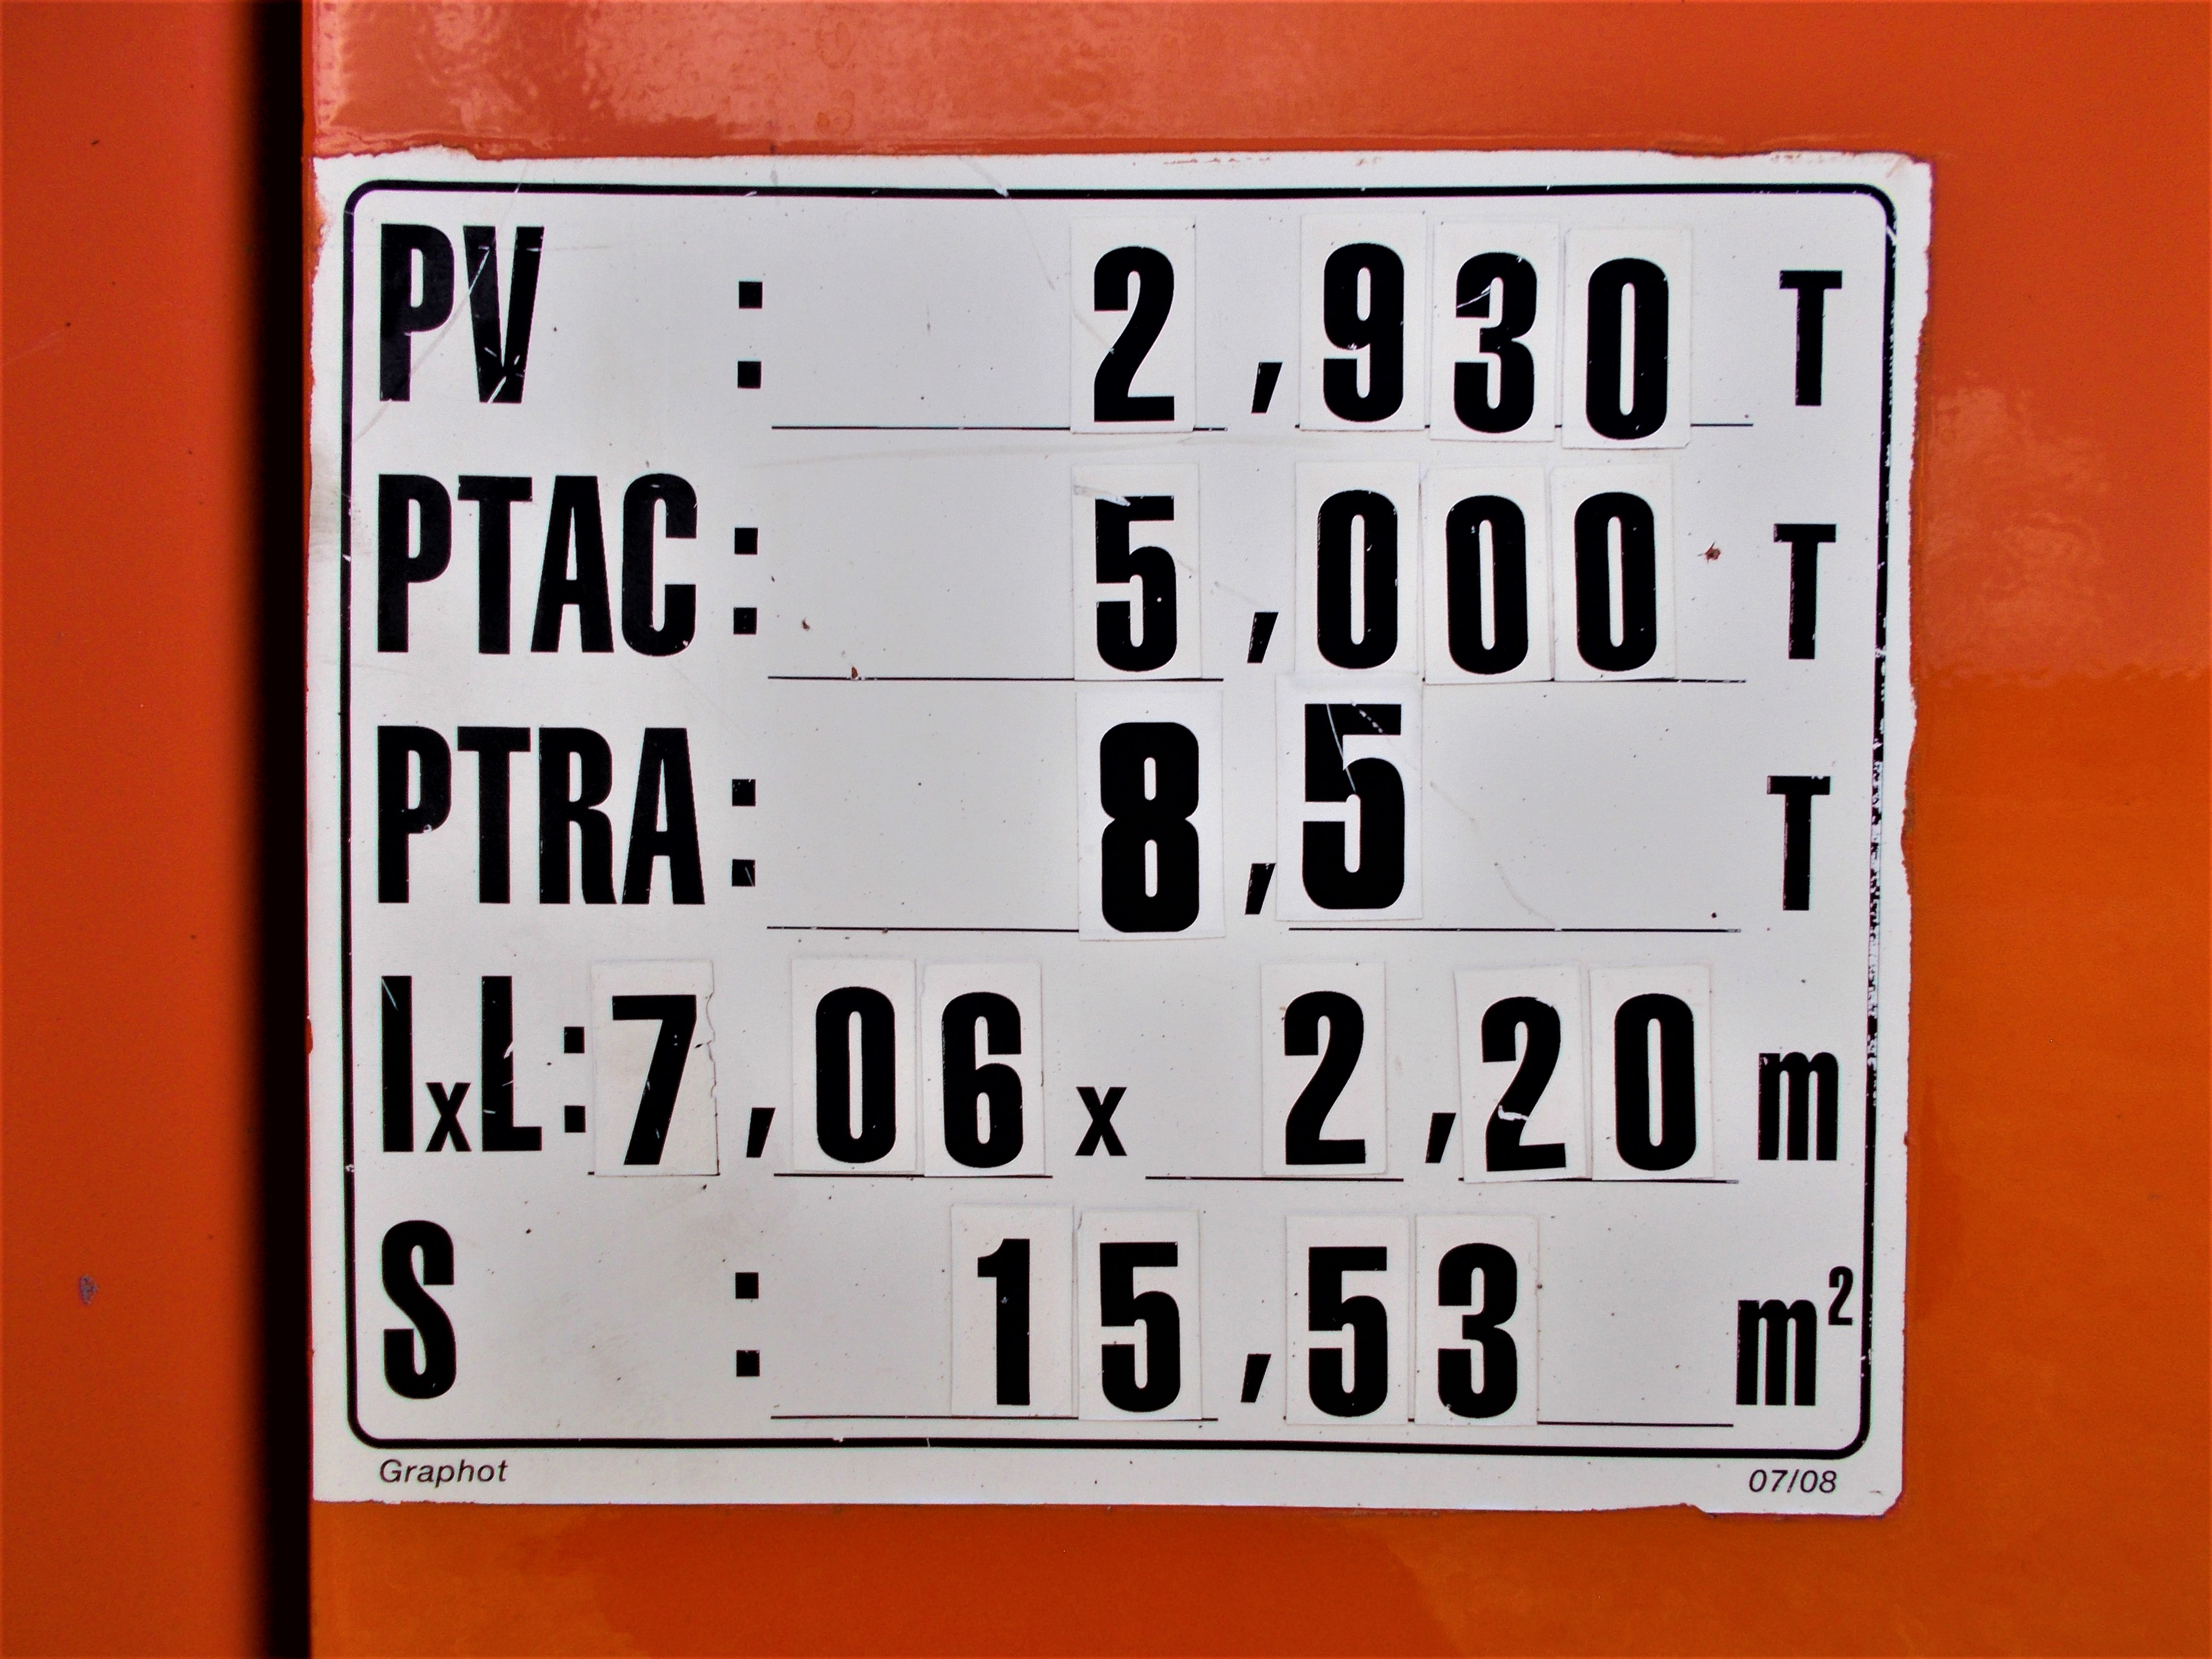 PV : 2,930 T
PTAC : 5,000 T
PTRA : 8,5 T
lxL : 7,06 x 2,20 m
S : 15,53 m²
Graphot 07/08